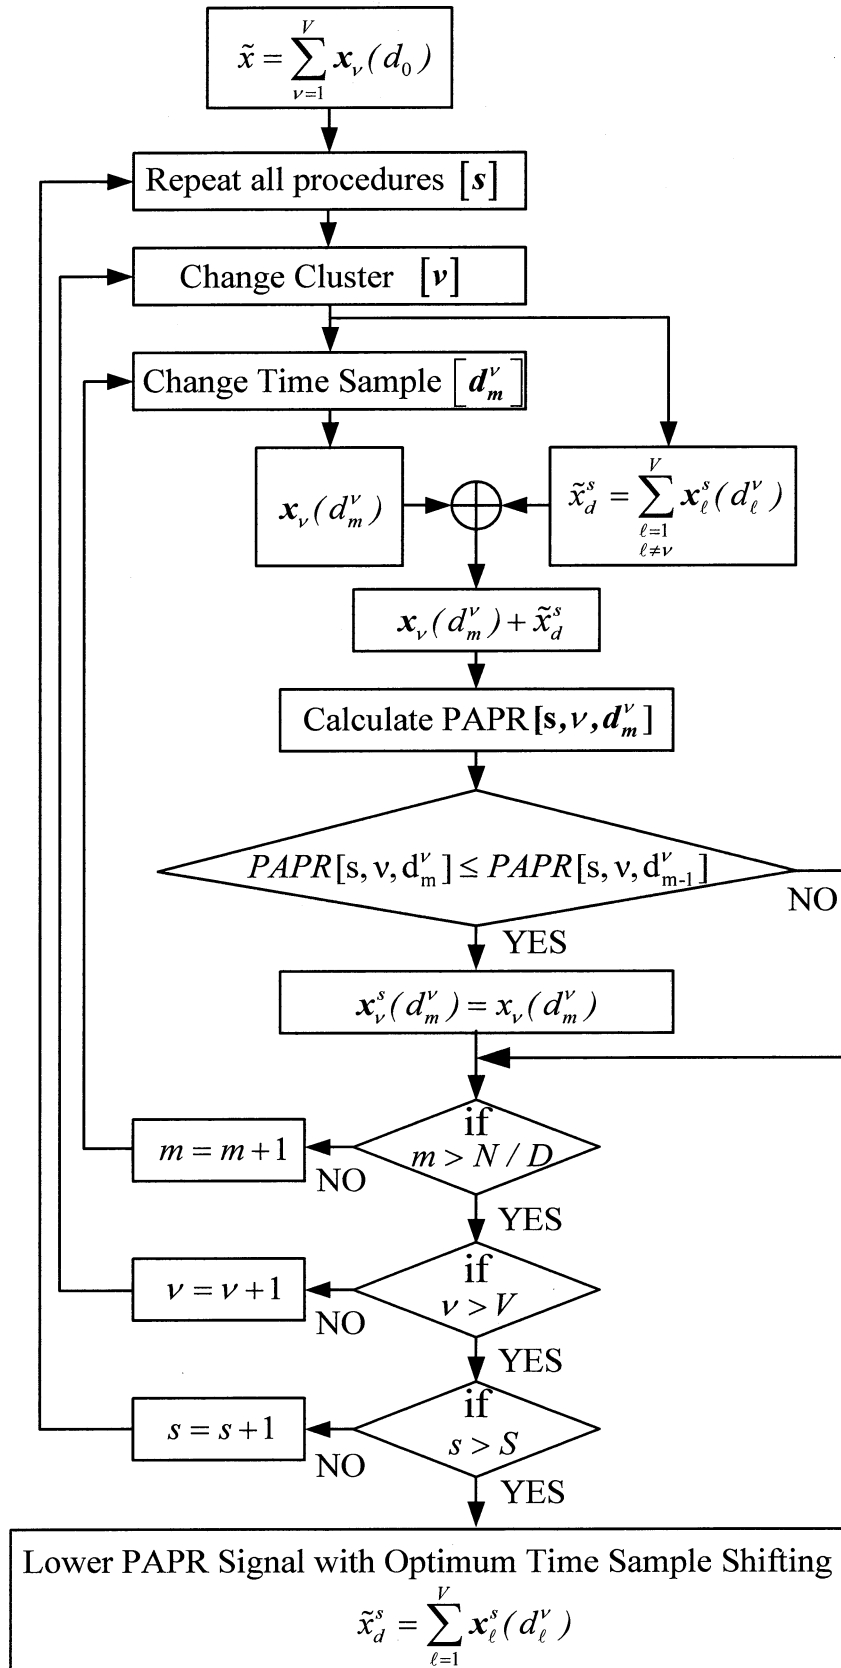 x̃ = ∑_{ν=1}^{V} x_ν(d_0)
Repeat all procedures [s]
Change Cluster [v]
Change Time Sample [d_m^ν]
x_ν(d_m^ν)
x̃_d^s = ∑_{ℓ=1, ℓ≠ν}^{V} x_ℓ^s(d_ℓ^ν)
x_ν(d_m^ν) + x̃_d^s
Calculate PAPR[s, ν, d_m^ν]
PAPR[s, ν, d_m^ν] ≤ PAPR[s, ν, d_{m-1}^ν]
NO
YES
x_ν^s(d_m^ν) = x_ν(d_m^ν)
if
m > N / D
m = m+1
NO
YES
if
ν > V
ν = ν+1
NO
YES
if
s > S
s = s+1
NO
YES
Lower PAPR Signal with Optimum Time Sample Shifting
x̃_d^s = ∑_{ℓ=1}^{V} x_ℓ^s(d_ℓ^ν)